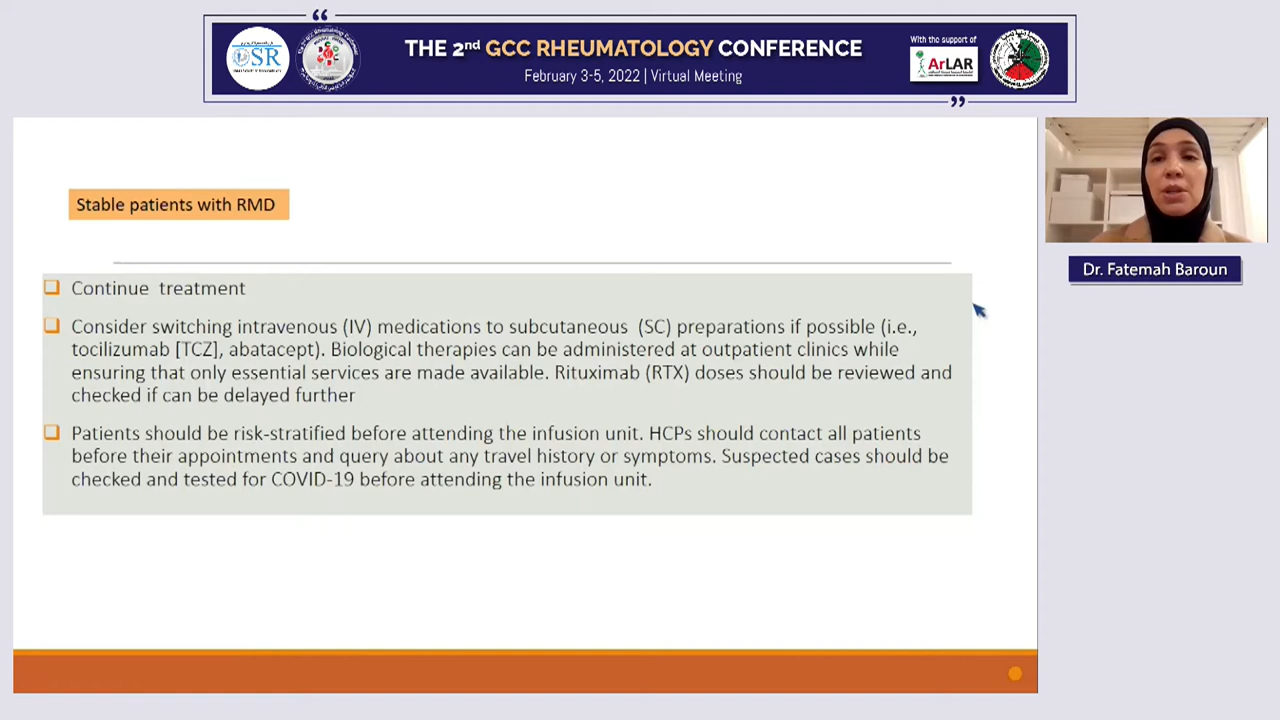 “
THE 2nd GCC RHEUMATOLOGY CONFERENCE
February 3-5, 2022 | Virtual Meeting
With the support of
OSR
ArLAR
”
Stable patients with RMD
Dr. Fatemah Baroun
Continue treatment
Consider switching intravenous (IV) medications to subcutaneous (SC) preparations if possible (i.e.,
tocilizumab [TCZ], abatacept). Biological therapies can be administered at outpatient clinics while
ensuring that only essential services are made available. Rituximab (RTX) doses should be reviewed and
checked if can be delayed further
Patients should be risk-stratified before attending the infusion unit. HCPs should contact all patients
before their appointments and query about any travel history or symptoms. Suspected cases should be
checked and tested for COVID-19 before attending the infusion unit.